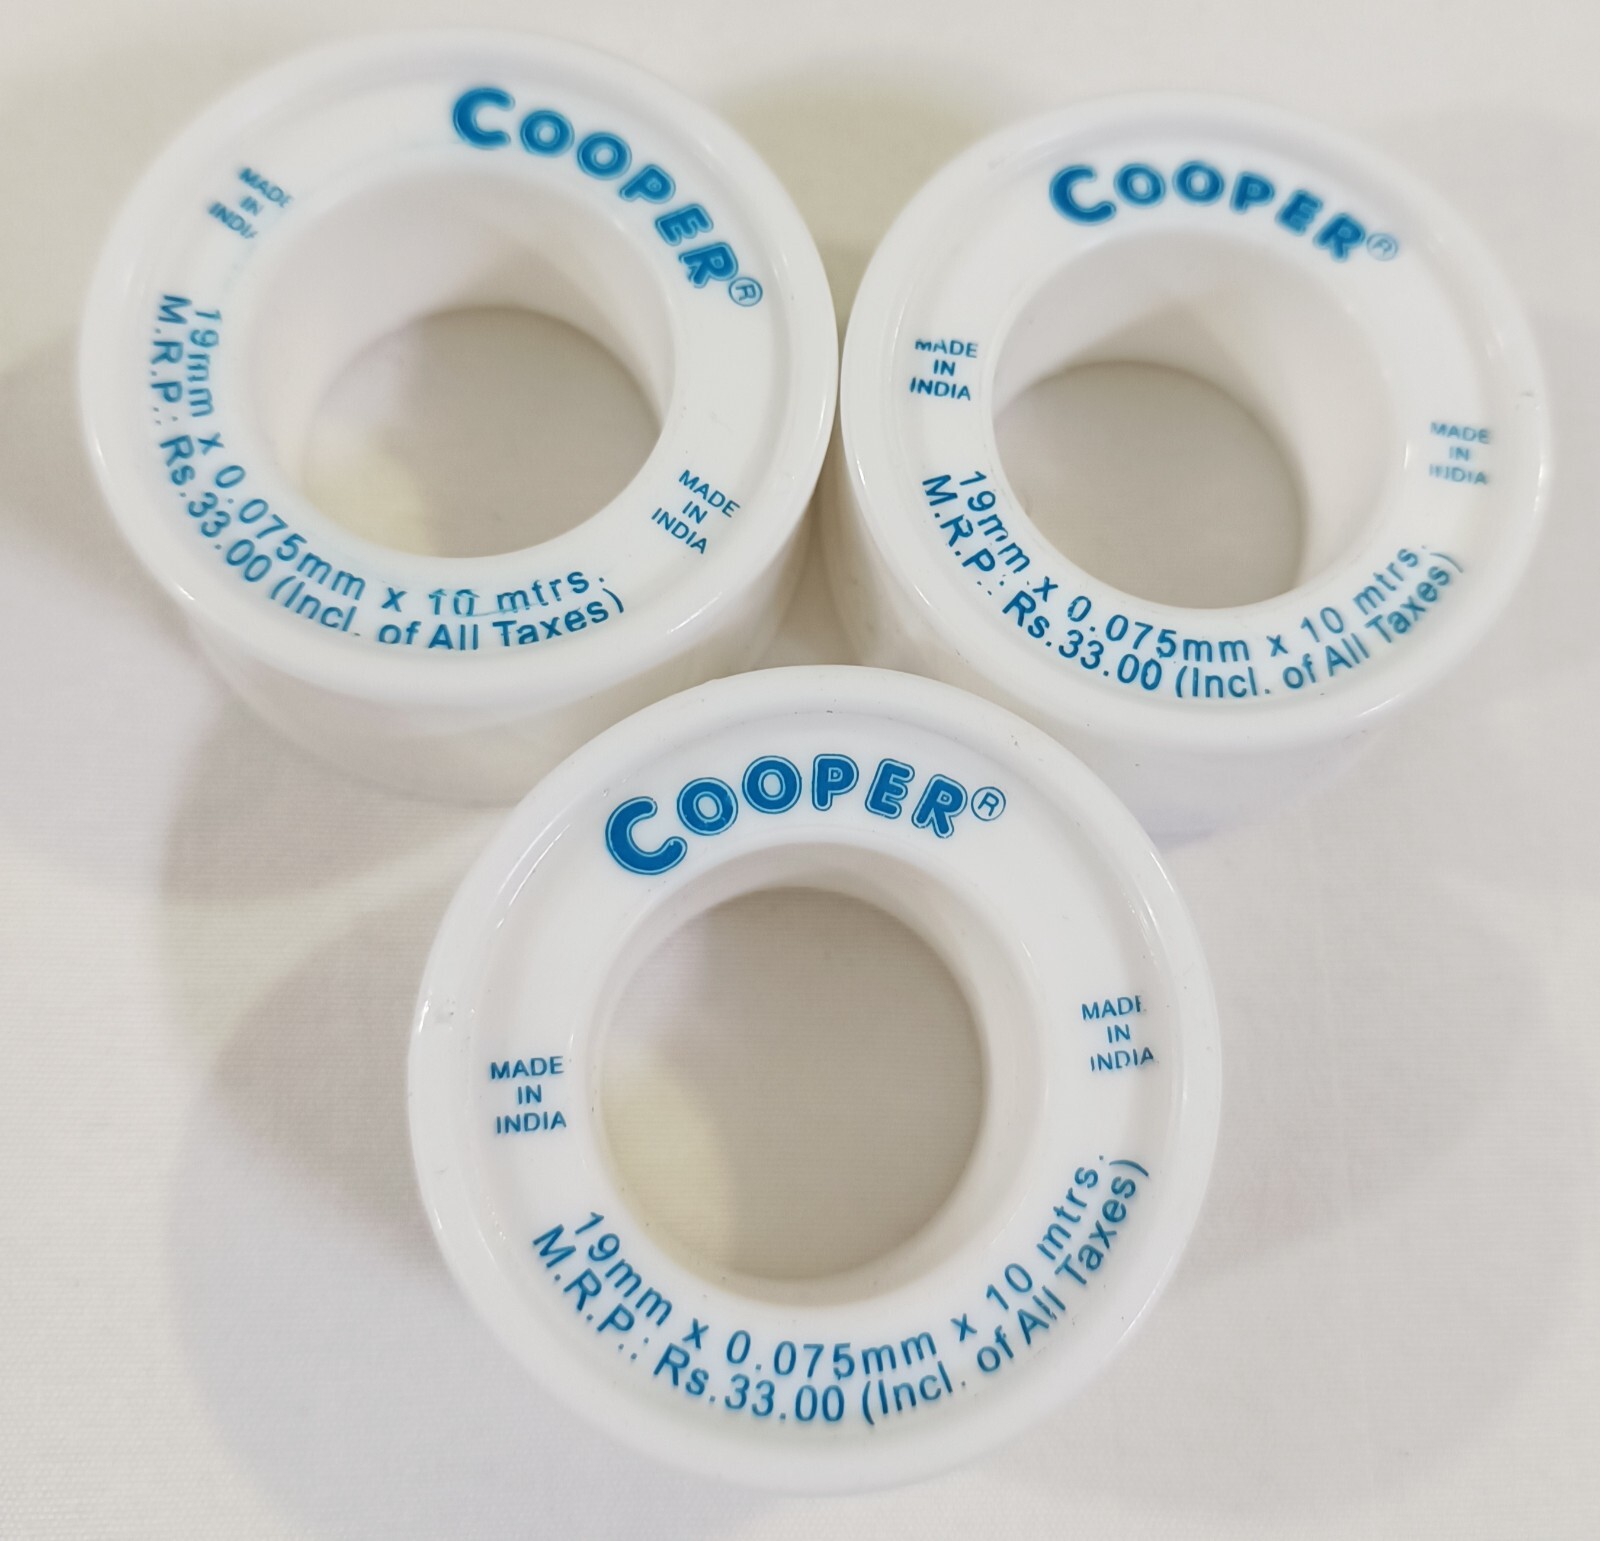 COOPER®
MADE
IN
INDIA
MADE
IN
INDIA
19mm x 0.075mm x 10 mtrs.
M.R.P.: Rs.33.00 (Incl. of All Taxes)
COOPER®
MADE
IN
INDIA
MADE
IN
INDIA
19mm x 0.075mm x 10 mtrs.
M.R.P.: Rs.33.00 (Incl. of All Taxes)
COOPER®
MADE
IN
INDIA
MADE
IN
INDIA
19mm x 0.075mm x 10 mtrs.
M.R.P.: Rs.33.00 (Incl. of All Taxes)